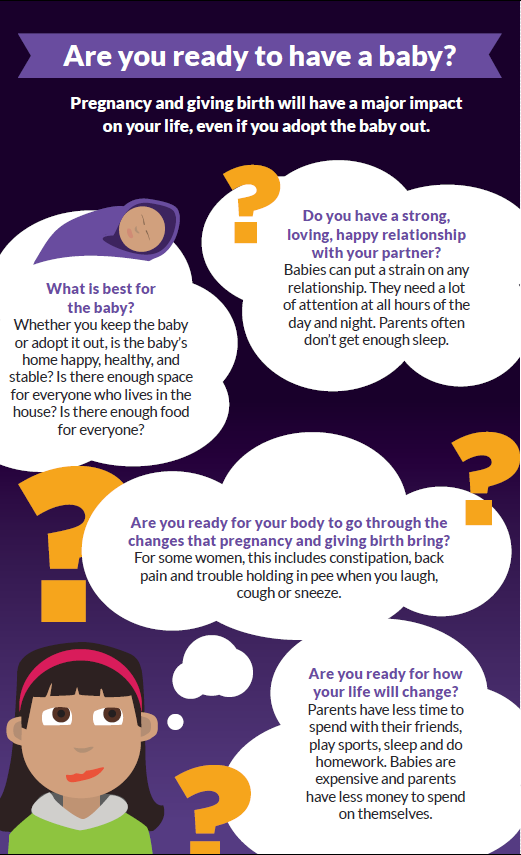 Are you ready to have a baby?
Pregnancy and giving birth will have a major impact
on your life, even if you adopt the baby out.
?
Do you have a strong,
loving, happy relationship
with your partner?
Babies can put a strain on any
relationship. They need a lot
of attention at all hours of the
day and night. Parents often
don't get enough sleep.
What is best for
the baby?
Whether you keep the baby
or adopt it out, is the baby's
home happy, healthy, and
stable? Is there enough space
for everyone who lives in the
house? Is there enough food
for everyone?
?
?
Are you ready for your body to go through the
changes that pregnancy and giving birth bring?
For some women, this includes constipation, back
pain and trouble holding in pee when you laugh,
cough or sneeze.
Are you ready for how
your life will change?
Parents have less time to
spend with their friends,
play sports, sleep and do
homework. Babies are
expensive and parents
have less money to spend
on themselves.
?